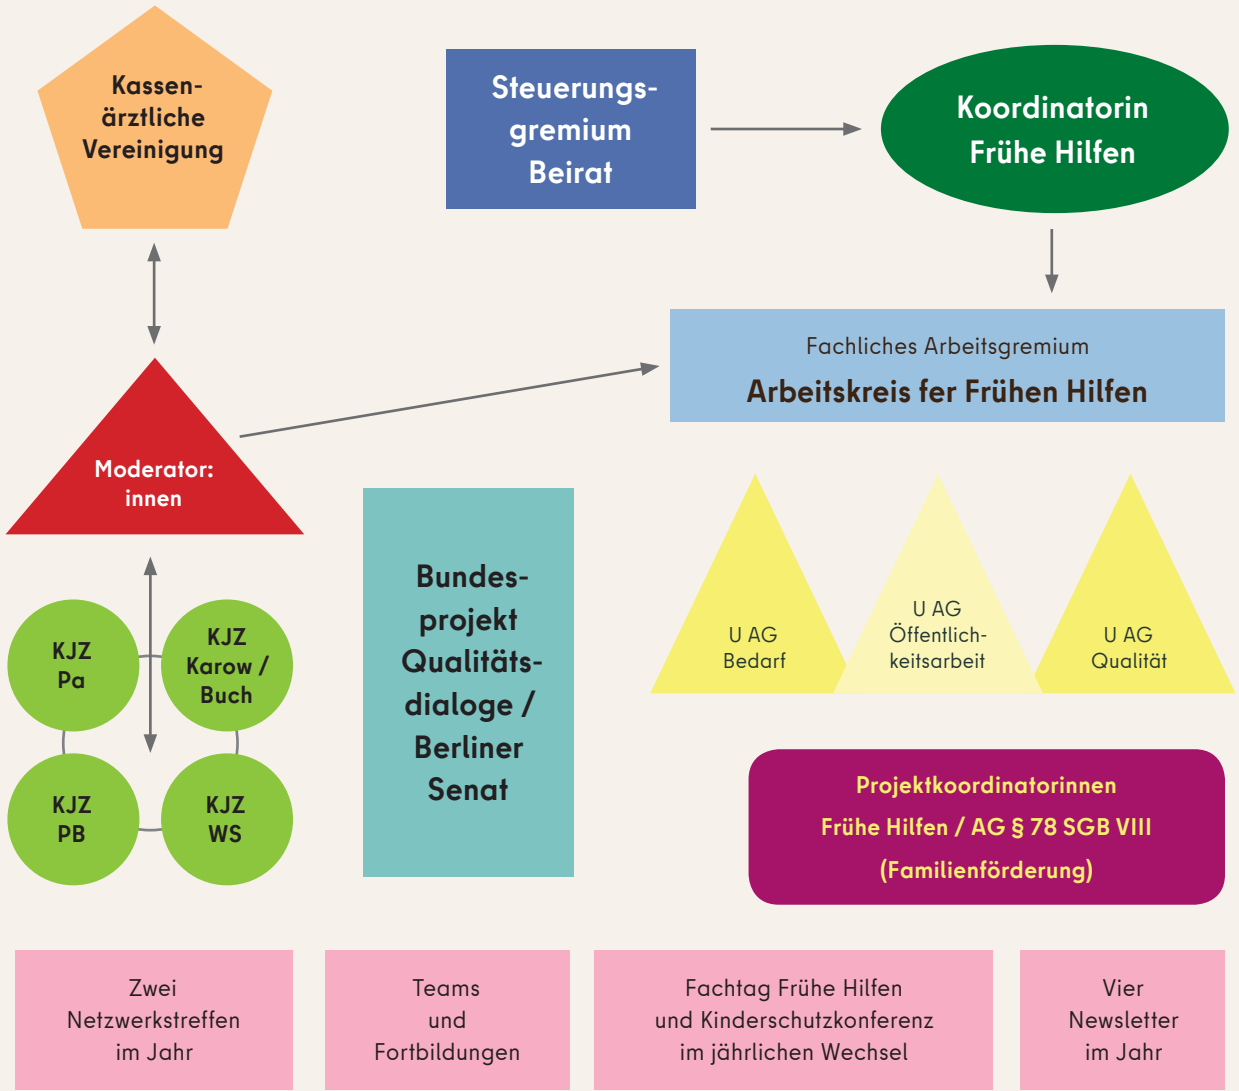 Kassen-
ärztliche
Vereinigung
Steuerungs-
gremium
Beirat
Koordinatorin
Frühe Hilfen
Fachliches Arbeitsgremium
Arbeitskreis fer Frühen Hilfen
Moderator:
innen
Bundes-
projekt
Qualitäts-
dialoge /
Berliner
Senat
U AG
Bedarf
U AG
Öffentlich-
keitsarbeit
U AG
Qualität
KJZ
Pa
KJZ
Karow /
Buch
KJZ
PB
KJZ
WS
Projektkoordinatorinnen
Frühe Hilfen / AG § 78 SGB VIII
(Familienförderung)
Zwei
Netzwerkstreffen
im Jahr
Teams
und
Fortbildungen
Fachtag Frühe Hilfen
und Kinderschutzkonferenz
im jährlichen Wechsel
Vier
Newsletter
im Jahr